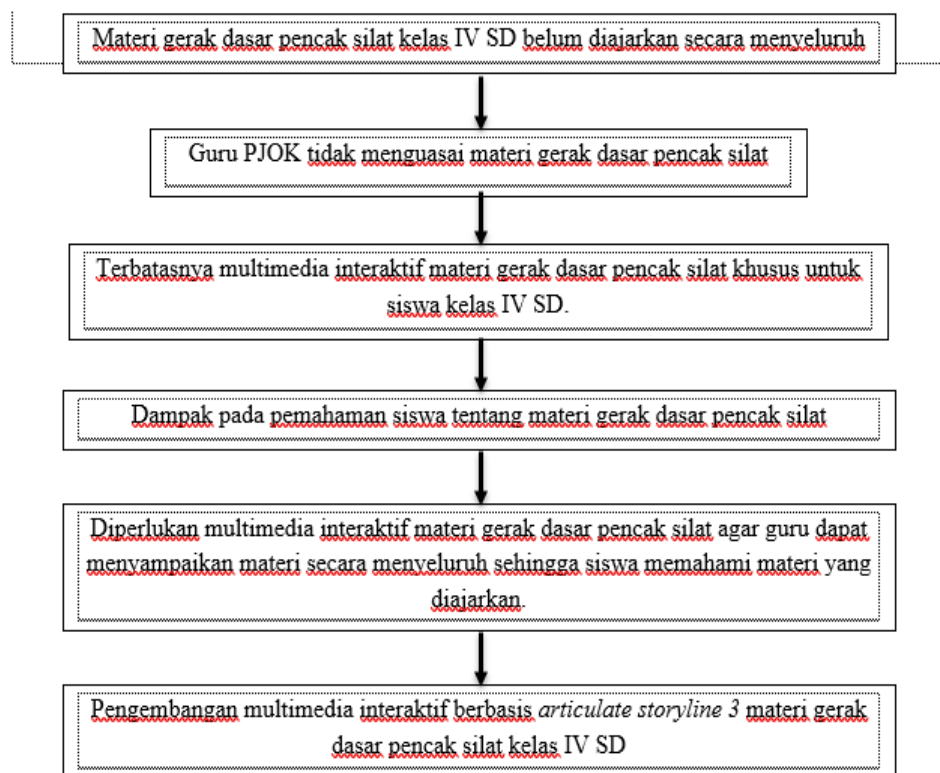 Materi gerak dasar pencak silat kelas IV SD belum diajarkan secara menyeluruh
Guru PJOK tidak menguasai materi gerak dasar pencak silat
Terbatasnya multimedia interaktif materi gerak dasar pencak silat khusus untuk
siswa kelas IV SD.
Dampak pada pemahaman siswa tentang materi gerak dasar pencak silat
Diperlukan multimedia interaktif materi gerak dasar pencak silat agar guru dapat
menyampaikan materi secara menyeluruh sehingga siswa memahami materi yang
diajarkan.
Pengembangan multimedia interaktif berbasis articulate storyline 3 materi gerak
dasar pencak silat kelas IV SD